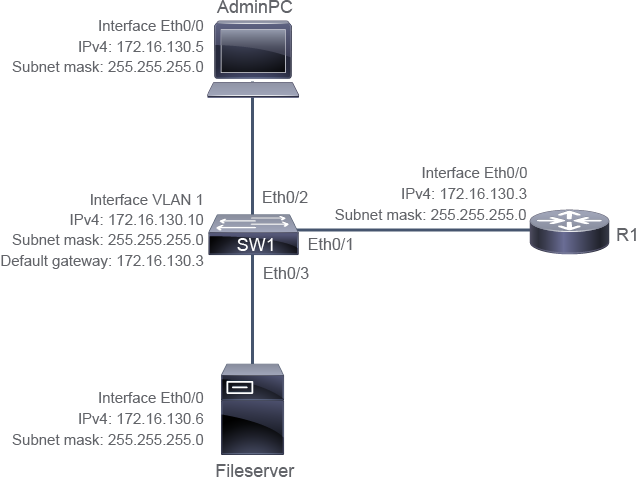 AdminPC
Interface Eth0/0
IPv4: 172.16.130.5
Subnet mask: 255.255.255.0
Interface Eth0/0
IPv4: 172.16.130.3
Subnet mask: 255.255.255.0
R1
Eth0/2
Interface VLAN 1
IPv4: 172.16.130.10
Subnet mask: 255.255.255.0
Default gateway: 172.16.130.3
SW1
Eth0/1
Eth0/3
Interface Eth0/0
IPv4: 172.16.130.6
Subnet mask: 255.255.255.0
Fileserver